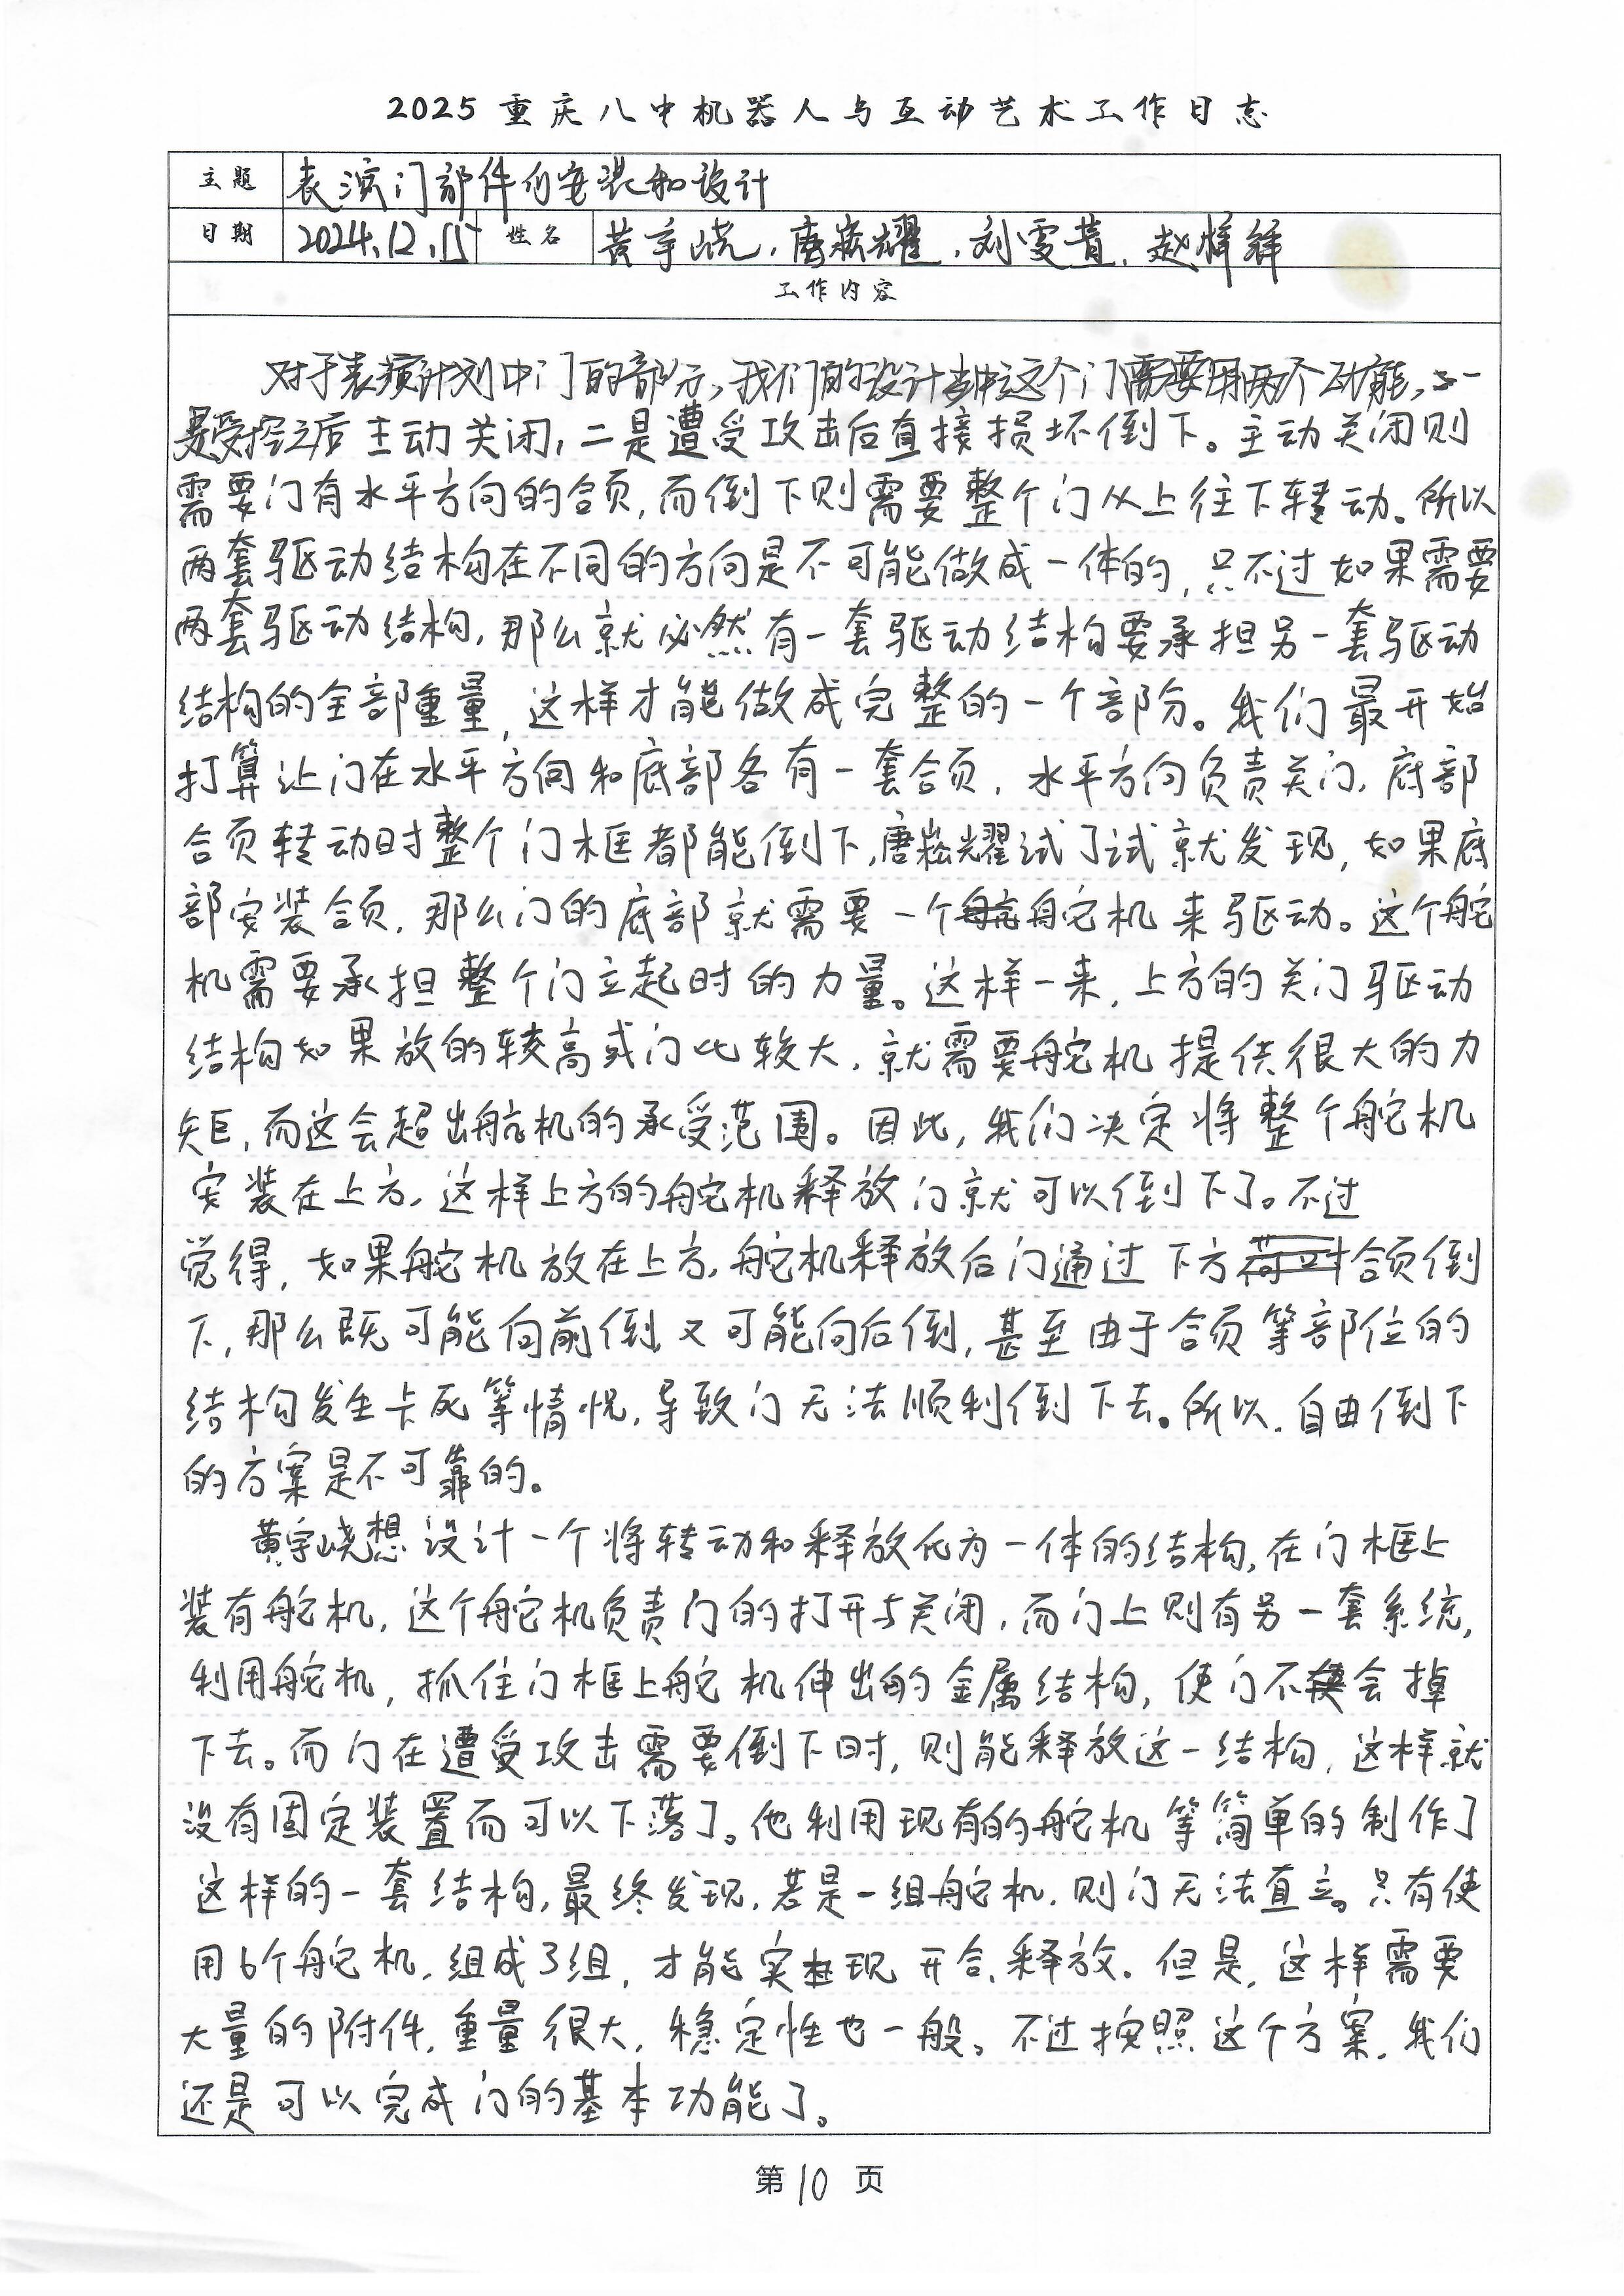 2025重庆八中机器人与互动艺术工作日志
主题 表演门部件的安装和设计
日期 2024.12.15 姓名 黄宇峣.唐崧耀.刘雯菁.赵梓铎
工作内容
对于表演计划中门的部分,我们的设计中这个门需要用两个功能,一
是受控之后主动关闭,二是遭受攻击后直接损坏倒下。主动关闭则
需要门有水平方向的合页,而倒下则需要整个门从上往下转动。所以
两套驱动结构在不同的方向是不可能做成一体的,只不过如果需要
两套驱动结构,那么就必然有一套驱动结构要承担另一套驱动
结构的全部重量,这样才能做成完整的一个部分。我们最开始
打算让门在水平方向和底部各有一套合页.水平方向负责关门,底部
合页转动时整个门框都能倒下,唐崧耀试了试就发现,如果底
部安装合页,那么门的底部就需要一个舵机来驱动。这个舵
机需要承担整个门立起时的力量。这样一来,上方的关门驱动
结构如果放的较高或门比较大,就需要舵机提供很大的力
矩,而这会超出航机的承受范围。因此,我们决定将整个舵机
安装在上方,这样上方的舵机释放门就可以倒下了。不过
觉得,如果舵机放在上方,舵机释放后门通过下方合页倒
下,那么既可能向前倒,又可能向后倒,甚至由于合页等部位的
结构发生卡死等情况,导致门无法顺利倒下去。所以.自由倒下
的方案是不可靠的。
黄宇峣想设计一个将转动和释放化为一体的结构,在门框上
装有舵机,这个舵机负责门的打开与关闭,而门上则有另一套系统,
利用舵机,抓住门框上舵机伸出的金属结构,使门不会掉
下去。而门在遭受攻击需要倒下时,则能释放这一结构,这样就
没有固定装置而可以下落了。他利用现有的舵机等简单的制作了
这样的一套结构,最终发现,若是一组舵机,则门无法直立。只有使
用6个舵机,组成3组,才能实现开合、释放。但是,这样需要
大量的附件,重量很大,稳定性也一般。不过按照这个方案,我们
还是可以完成门的基本功能了。
第10页